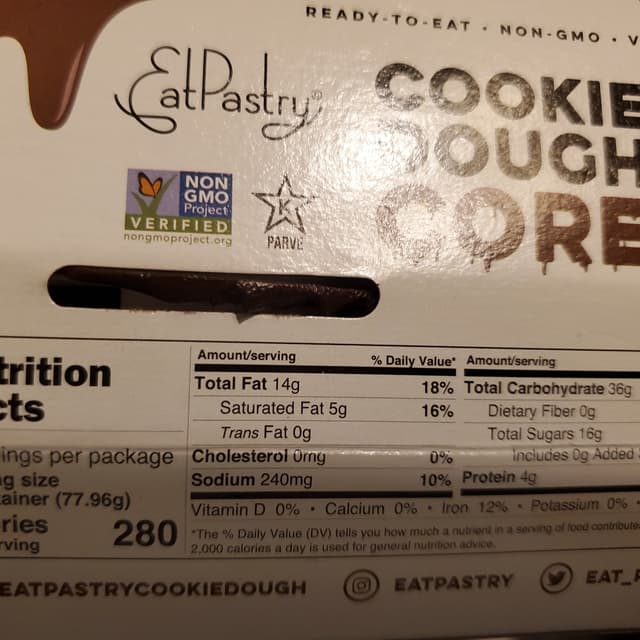 READY-TO-EAT · NON-GMO · V
EatPastry®
COOKIE
DOUGH
CORE
NON
GMO
Project
VERIFIED
nongmoproject.org
K
PARVE
trition
cts
ings per package
g size
tainer (77.96g)
ries
rving
280
Amount/serving % Daily Value*
Total Fat 14g 18%
Saturated Fat 5g 16%
Trans Fat 0g
Cholesterol 0mg 0%
Sodium 240mg 10%
Amount/serving
Total Carbohydrate 36g
Dietary Fiber 0g
Total Sugars 16g
Includes 0g Added
Protein 4g
Vitamin D 0% • Calcium 0% • Iron 12% • Potassium 0% •
*The % Daily Value (DV) tells you how much a nutrient in a serving of food contribute
2,000 calories a day is used for general nutrition advice.
EATPASTRYCOOKIEDOUGH EATPASTRY EAT_P